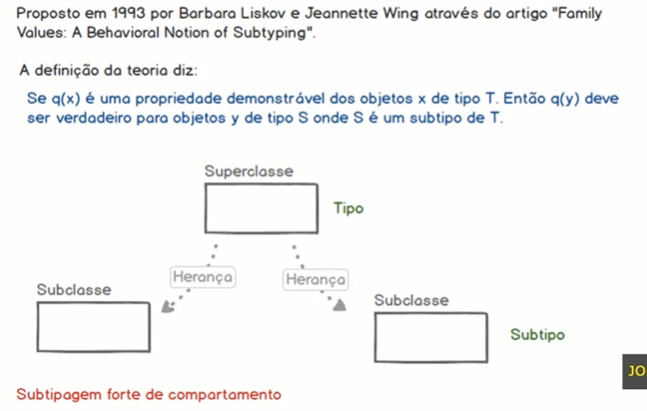 Proposto em 1993 por Barbara Liskov e Jeannette Wing através do artigo "Family
Values: A Behavioral Notion of Subtyping".
A definição da teoria diz:
Se q(x) é uma propriedade demonstrável dos objetos x de tipo T. Então q(y) deve
ser verdadeiro para objetos y de tipo S onde S é um subtipo de T.
Superclasse
Tipo
Herança
Herança
Subclasse
Subclasse
Subtipo
JO
Subtipagem forte de compartamento